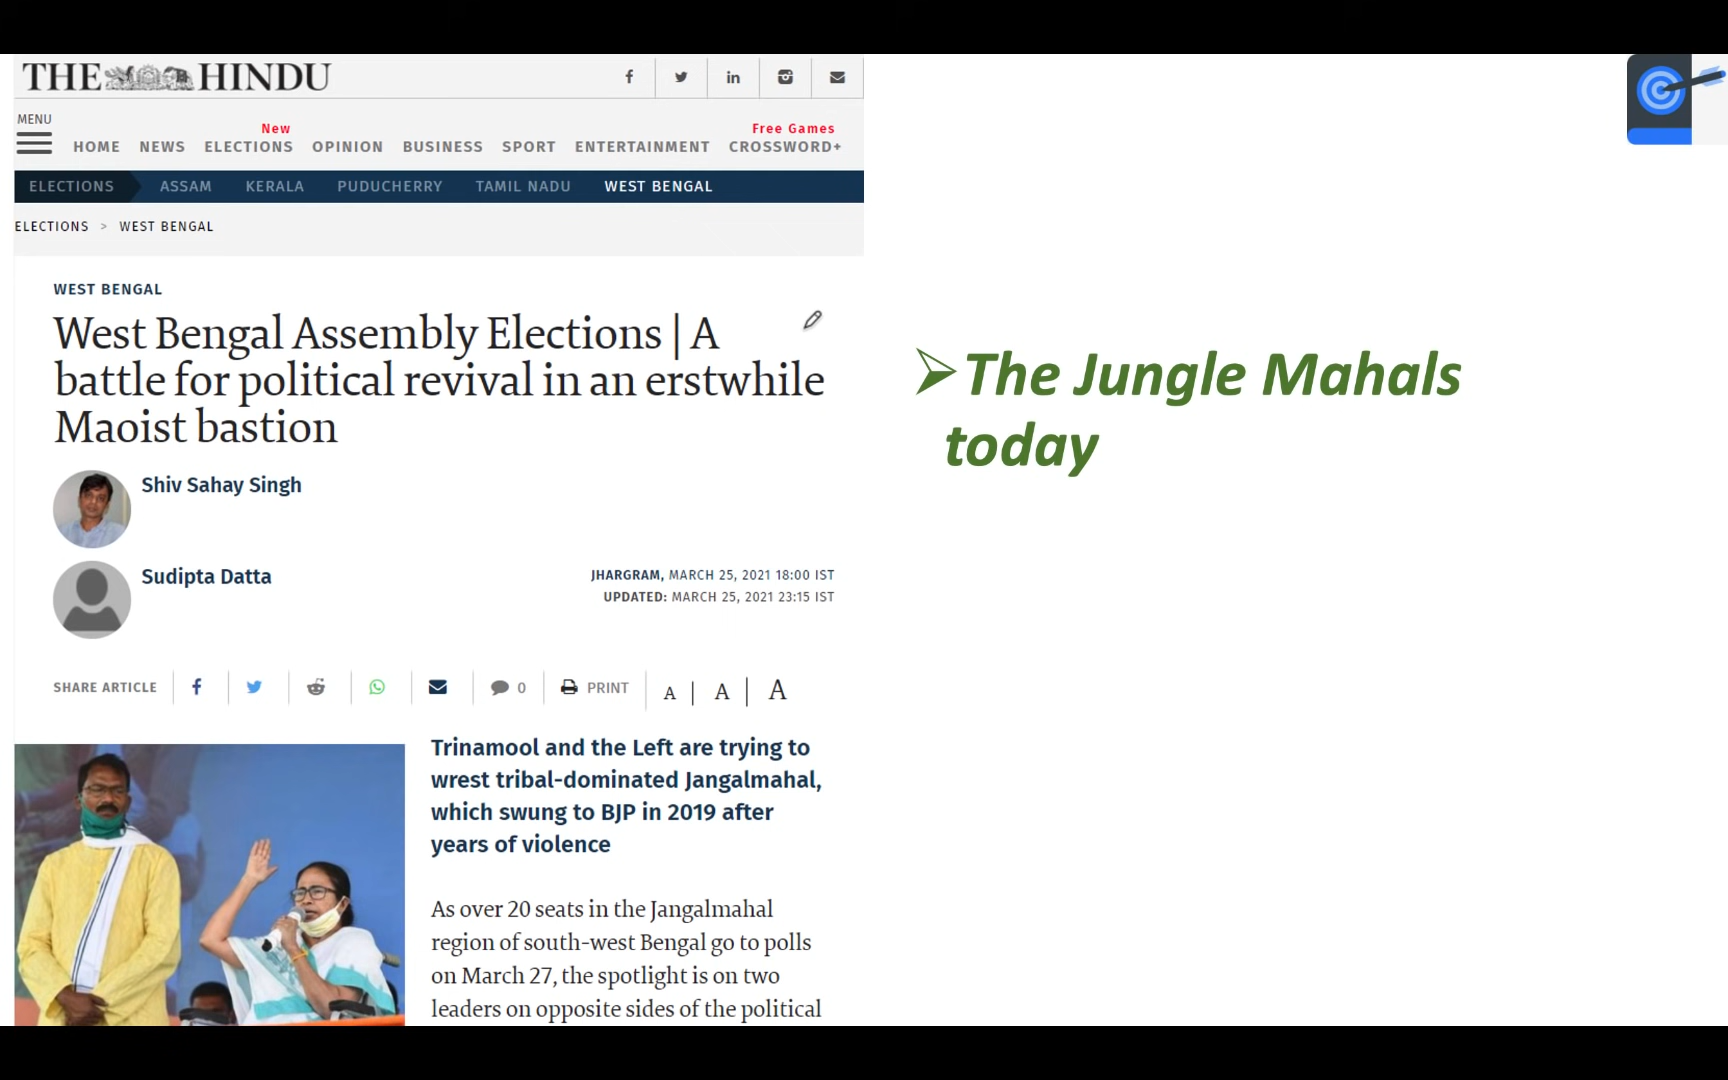 THE HINDU
MENU
New
Free Games
HOME NEWS ELECTIONS OPINION BUSINESS SPORT ENTERTAINMENT CROSSWORD+
ELECTIONS ASSAM KERALA PUDUCHERRY TAMIL NADU WEST BENGAL
ELECTIONS > WEST BENGAL
WEST BENGAL
West Bengal Assembly Elections | A
battle for political revival in an erstwhile
Maoist bastion
Shiv Sahay Singh
Sudipta Datta
JHARGRAM, MARCH 25, 2021 18:00 IST
UPDATED: MARCH 25, 2021 23:15 IST
SHARE ARTICLE 0 PRINT A | A | A
Trinamool and the Left are trying to
wrest tribal-dominated Jangalmahal,
which swung to BJP in 2019 after
years of violence
As over 20 seats in the Jangalmahal
region of south-west Bengal go to polls
on March 27, the spotlight is on two
leaders on opposite sides of the political
The Jungle Mahals
today